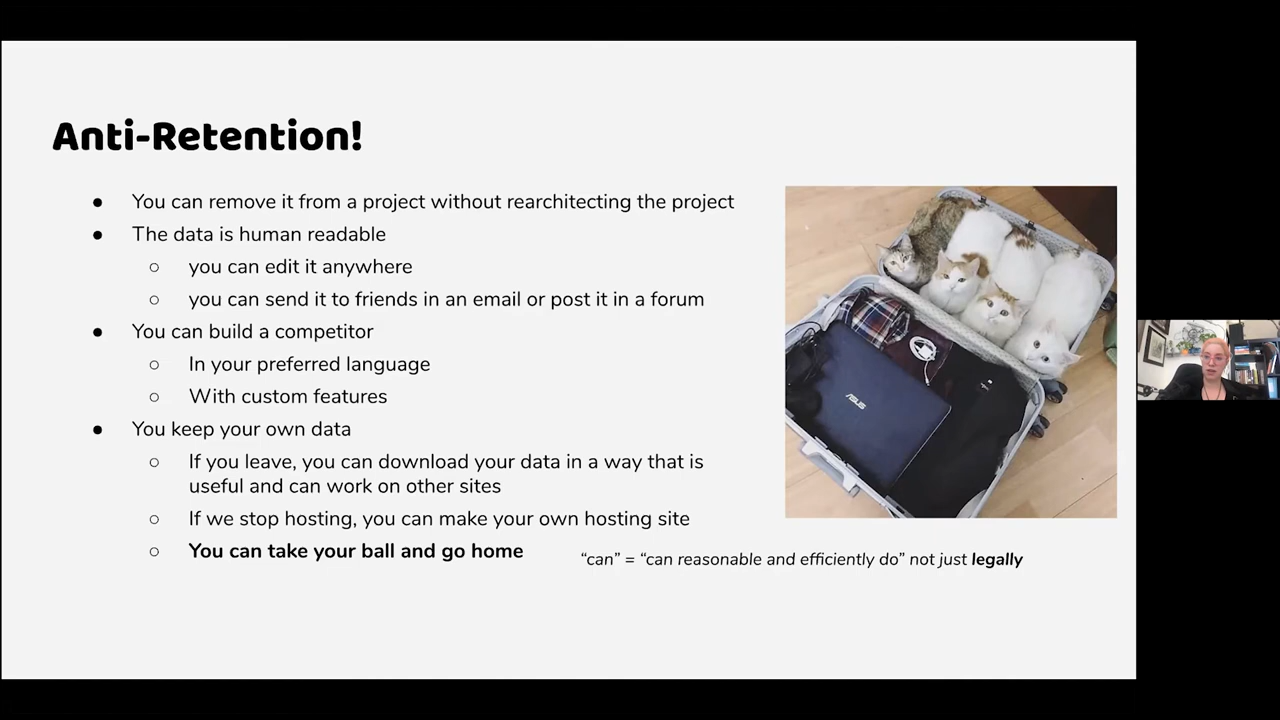 Anti-Retention!
● You can remove it from a project without rearchitecting the project
● The data is human readable
○ you can edit it anywhere
○ you can send it to friends in an email or post it in a forum
● You can build a competitor
○ In your preferred language
○ With custom features
● You keep your own data
○ If you leave, you can download your data in a way that is
useful and can work on other sites
○ If we stop hosting, you can make your own hosting site
○ You can take your ball and go home
“can” = “can reasonable and efficiently do” not just legally
ASUS